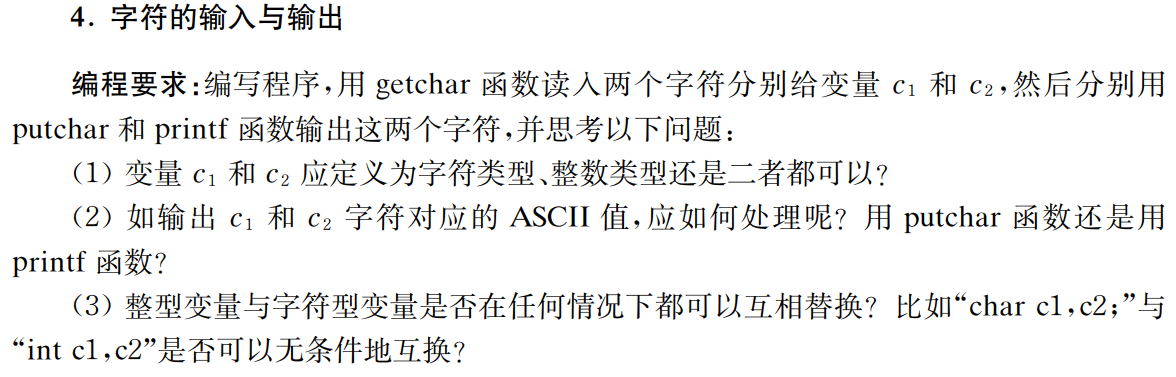 4. 字符的输入与输出
编程要求:编写程序,用 getchar 函数读入两个字符分别给变量 c₁ 和 c₂,然后分别用
putchar 和 printf 函数输出这两个字符,并思考以下问题:
(1) 变量 c₁ 和 c₂ 应定义为字符类型、整数类型还是二者都可以?
(2) 如输出 c₁ 和 c₂ 字符对应的 ASCII 值,应如何处理呢? 用 putchar 函数还是用
printf 函数?
(3) 整型变量与字符型变量是否在任何情况下都可以互相替换? 比如“char c1,c2;”与
“int c1,c2”是否可以无条件地互换?